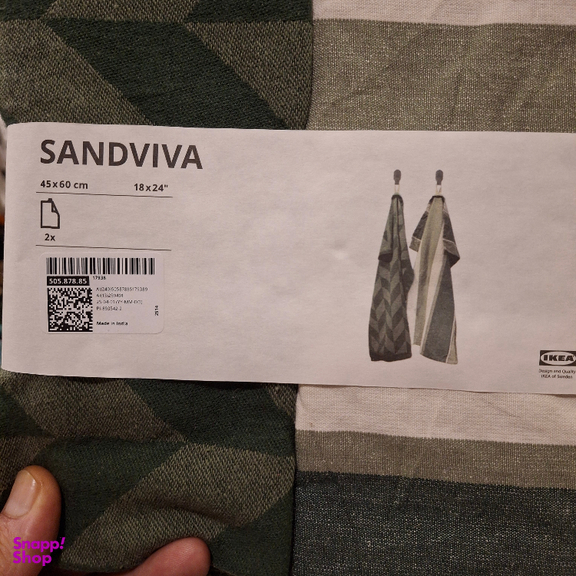 SANDVIVA
45x60 cm 18x24"
2x
505.878.85 17938
Made in India
IKEA
Design and Quality
IKEA of Sweden
Snapp!
Shop